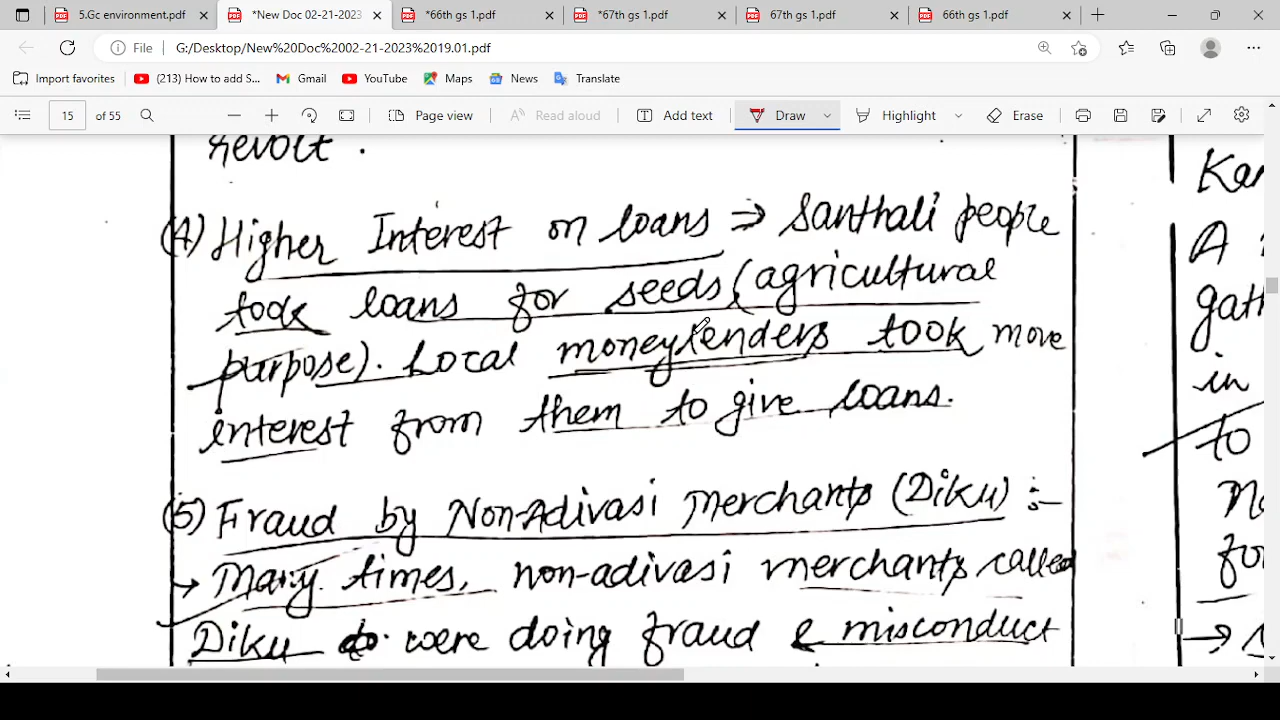 5.Gc environment.pdf
*New Doc 02-21-2023
*66th gs 1.pdf
*67th gs 1.pdf
67th gs 1.pdf
66th gs 1.pdf
File
G:/Desktop/New%20Doc%2002-21-2023%2019.01.pdf
Import favorites
(213) How to add S...
Gmail
YouTube
Maps
News
Translate
15 of 55
Page view
Read aloud
Add text
Draw
Highlight
Erase
revolt.
(4) Higher Interest on loans ⇒ Santhali people
took loans for seeds (agricultural
purpose). Local moneylenders took more
interest from them to give loans.
(5) Fraud by Non-Adivasi Merchants (Diku) :-
→ Many times, non-adivasi merchants called
Diku were doing fraud & misconduct
Kar
A
gath
in
to
fo